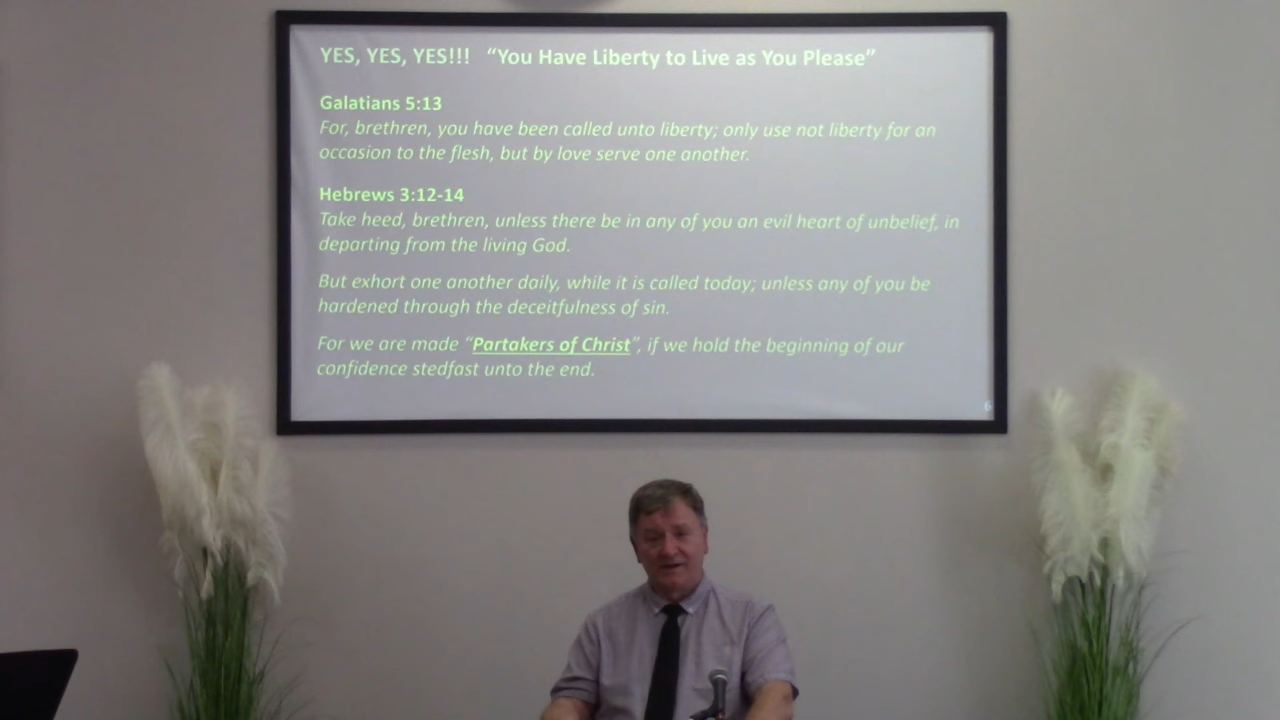 YES, YES, YES!!! “You Have Liberty to Live as You Please”
Galatians 5:13
For, brethren, you have been called unto liberty; only use not liberty for an
occasion to the flesh, but by love serve one another.
Hebrews 3:12-14
Take heed, brethren, unless there be in any of you an evil heart of unbelief, in
departing from the living God.
But exhort one another daily, while it is called today; unless any of you be
hardened through the deceitfulness of sin.
For we are made “Partakers of Christ”, if we hold the beginning of our
confidence stedfast unto the end.
6